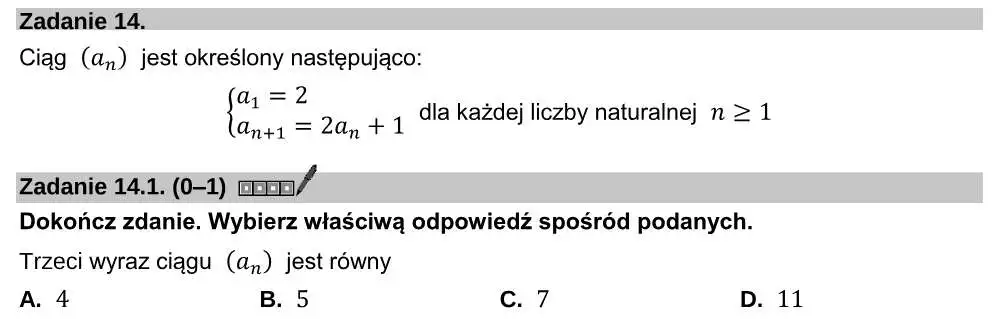 Zadanie 14.
Ciąg (aₙ) jest określony następująco:
{a₁ = 2
aₙ₊₁ = 2aₙ + 1 dla każdej liczby naturalnej n ≥ 1
Zadanie 14.1. (0–1)
Dokończ zdanie. Wybierz właściwą odpowiedź spośród podanych.
Trzeci wyraz ciągu (aₙ) jest równy
A. 4 B. 5 C. 7 D. 11